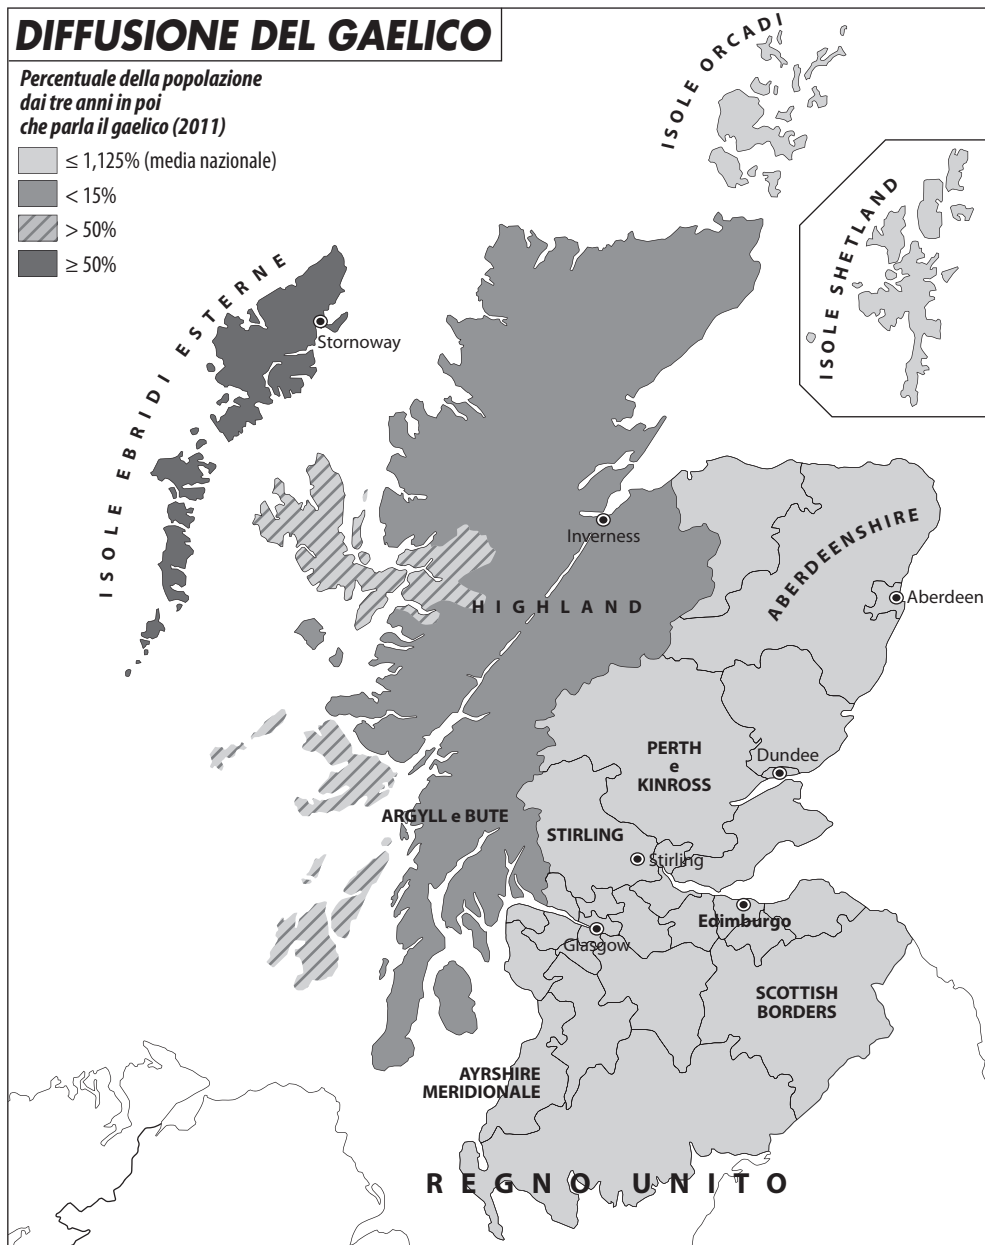 DIFFUSIONE DEL GAELICO
Percentuale della popolazione
dai tre anni in poi
che parla il gaelico (2011)
≤ 1,125% (media nazionale)
< 15%
> 50%
≥ 50%
ISOLE ORCADI
ISOLE SHETLAND
ISOLE EBRIDI ESTERNE
Stornoway
Inverness
HIGHLAND
ABERDEENSHIRE
Aberdeen
PERTH
e
KINROSS
Dundee
ARGYLL e BUTE
STIRLING
Stirling
Edimburgo
Glasgow
SCOTTISH
BORDERS
AYRSHIRE
MERIDIONALE
REGNO UNITO